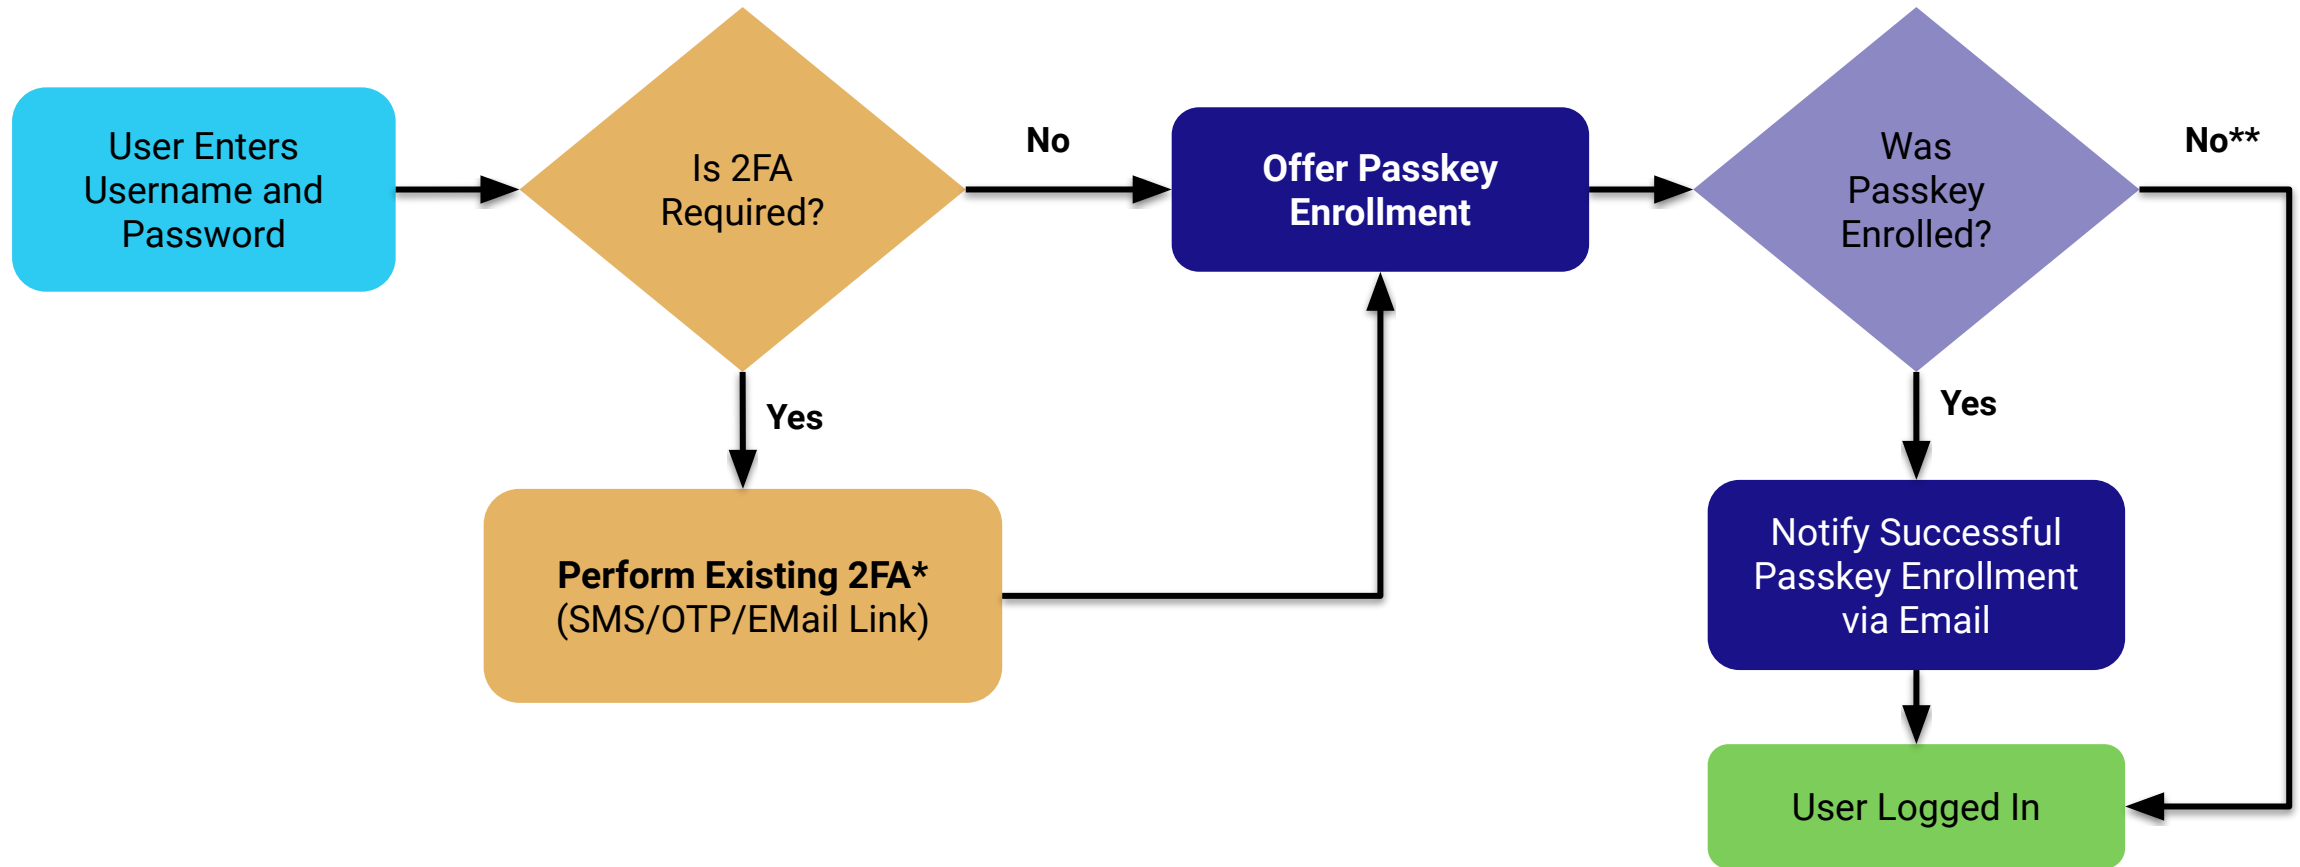 User Enters
Username and
Password
Is 2FA
Required?
No
Offer Passkey
Enrollment
Was
Passkey
Enrolled?
No**
Yes
Perform Existing 2FA*
(SMS/OTP/EMail Link)
Yes
Notify Successful
Passkey Enrollment
via Email
User Logged In